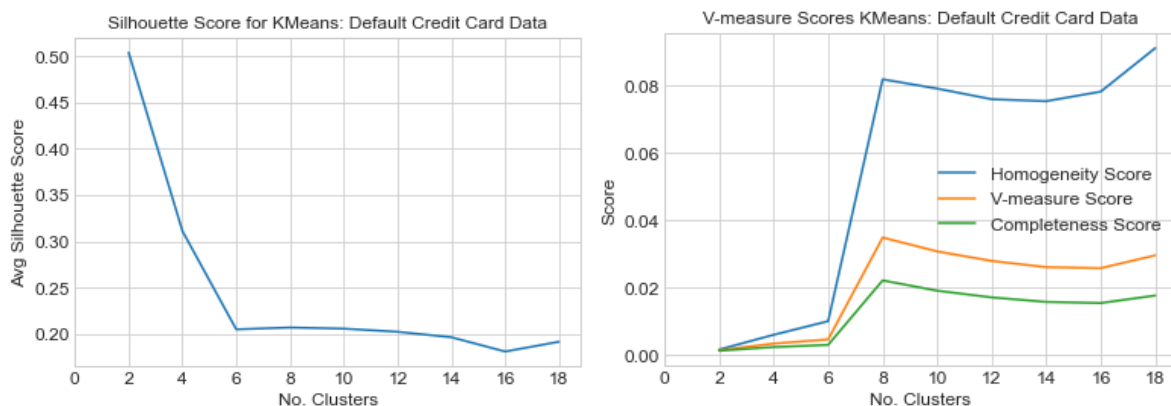 Silhouette Score for KMeans: Default Credit Card Data
0.50
0.45
0.40
0.35
0.30
0.25
0.20
Avg Silhouette Score
0 2 4 6 8 10 12 14 16 18
No. Clusters
V-measure Scores KMeans: Default Credit Card Data
0.08
0.06
0.04
0.02
0.00
Score
Homogeneity Score
V-measure Score
Completeness Score
0 2 4 6 8 10 12 14 16 18
No. Clusters